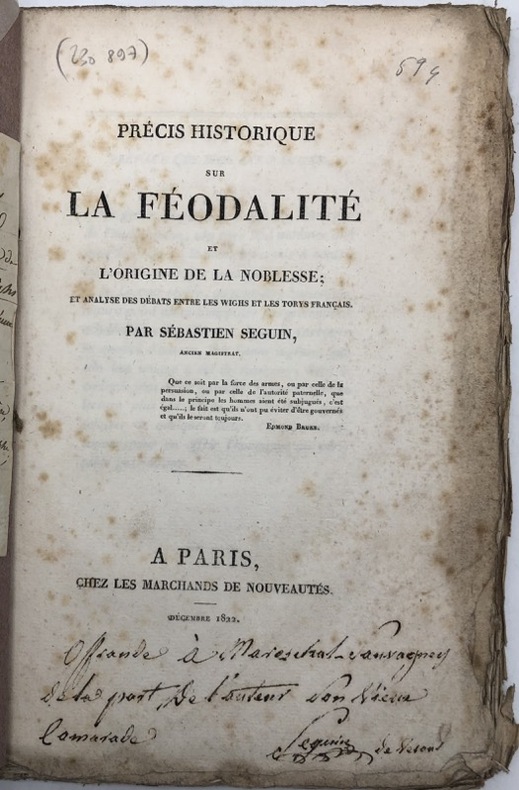 (230 897)
594
PRÉCIS HISTORIQUE
SUR
LA FÉODALITÉ
ET
L'ORIGINE DE LA NOBLESSE;
ET ANALYSE DES DÉBATS ENTRE LES WIGHS ET LES TORYS FRANÇAIS.
PAR SÉBASTIEN SEGUIN,
ANCIEN MAGISTRAT.
Que ce soit par la force des armes, ou par celle de la
persuasion, ou par celle de l'autorité paternelle, que
dans le principe les hommes aient été subjugués, c'est
égal.....; le fait est qu'ils n'ont pu éviter d'être gouvernés
et qu'ils le seront toujours.
EDMOND
A PARIS,
CHEZ LES MARCHANDS DE NOUVEAUTÉS.
DÉCEMBRE 1822.
Offrande à Mareschal
de la part de l'auteur son Vieux
Camarade
Seguin de